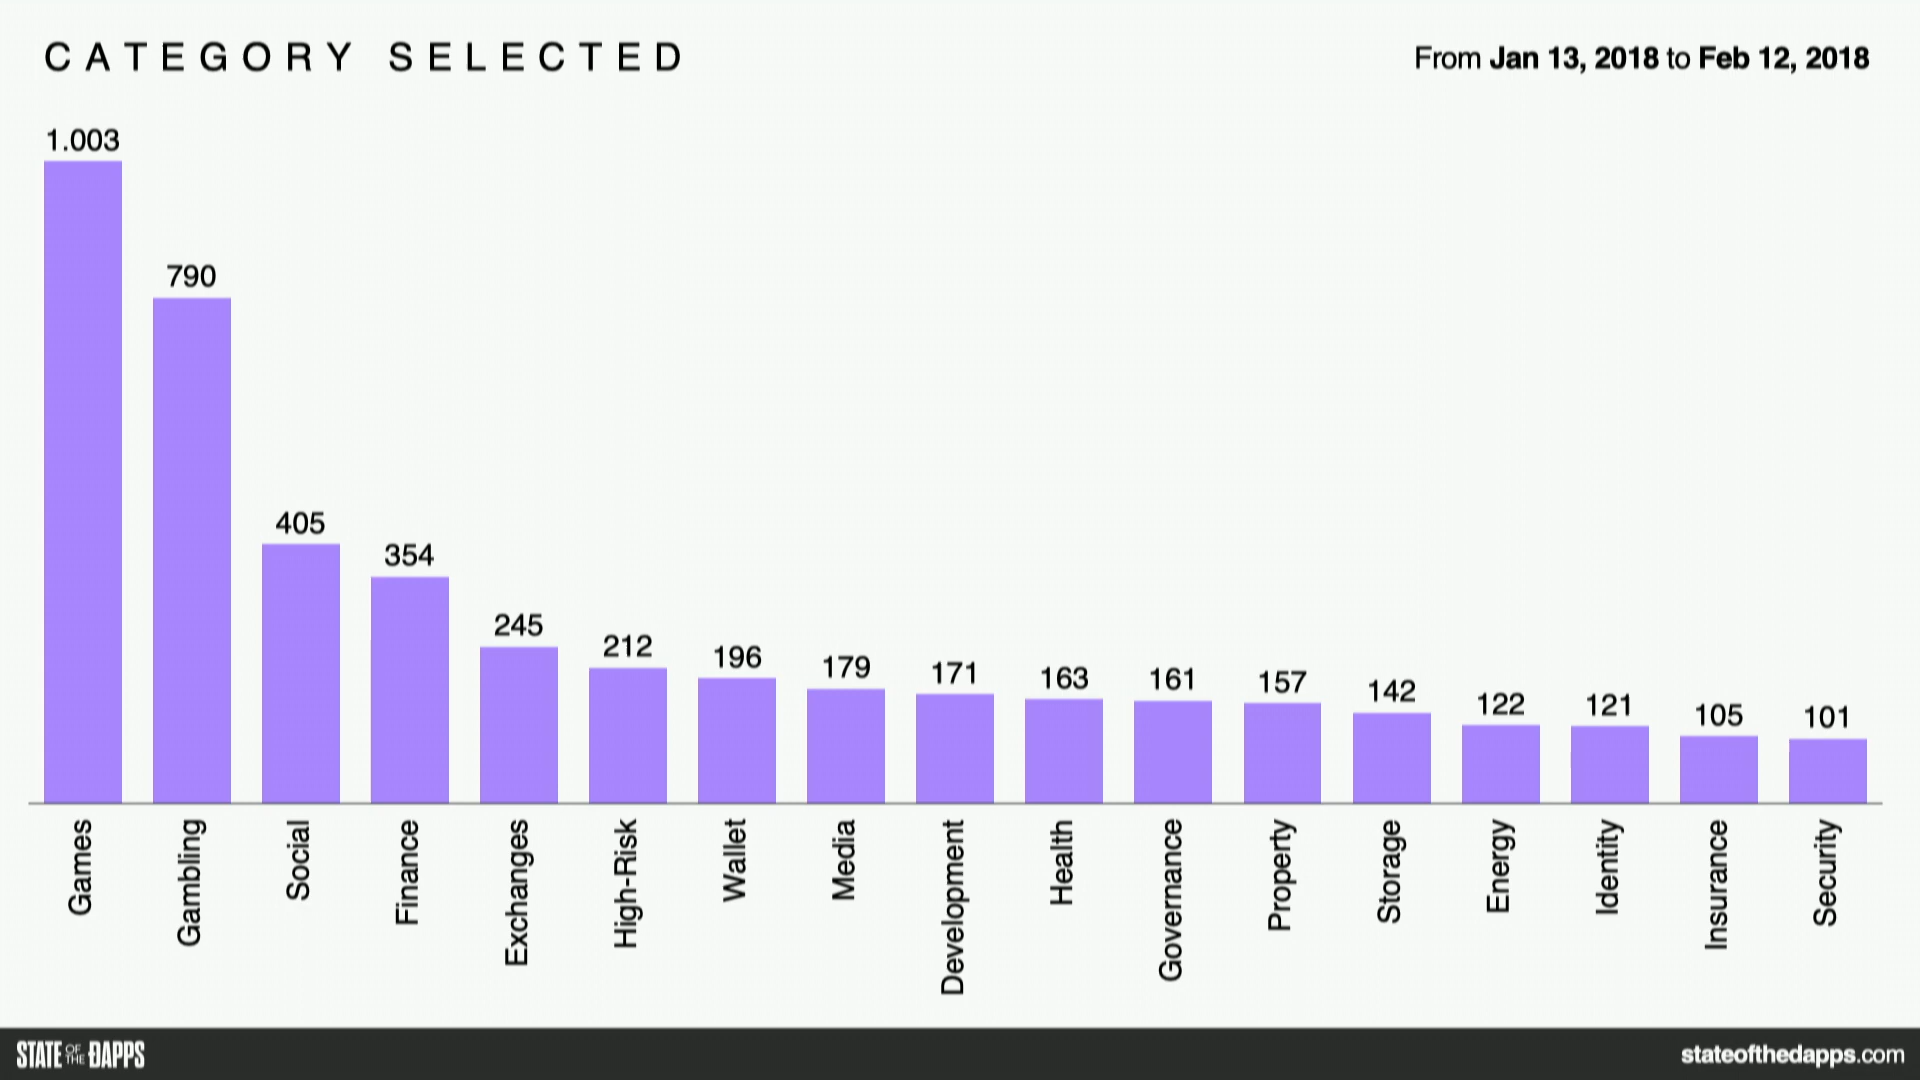 CATEGORY SELECTED
From Jan 13, 2018 to Feb 12, 2018
1.003
790
405
354
245
212
196
179
171
163
161
157
142
122
121
105
101
Games
Gambling
Social
Finance
Exchanges
High-Risk
Wallet
Media
Development
Health
Governance
Property
Storage
Energy
Identity
Insurance
Security
STATE OF THE ĐAPPS
stateofthedapps.com